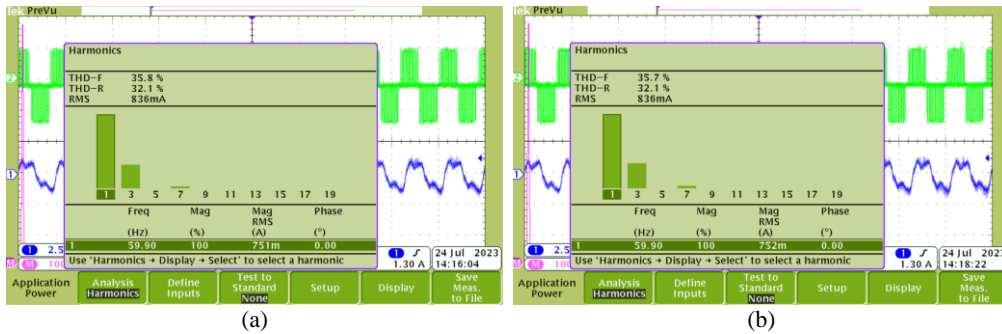 Tek PreVu
Harmonics
THD-F 35.8 %
THD-R 32.1 %
RMS 836mA
2
1
1 3 5 7 9 11 13 15 17 19
Freq Mag Mag Phase
RMS
(Hz) (%) (A) (°)
1 59.90 100 751m 0.00
Use 'Harmonics → Display → Select' to select a harmonic
1 2.5
M 100
1
1.30 A
24 Jul 2023
14:16:04
Application
Power
Analysis
Harmonics
Define
Inputs
Test to
Standard
None
Setup
Display
Save
Meas.
to File
(a)
Tek PreVu
Harmonics
THD-F 35.7 %
THD-R 32.1 %
RMS 836mA
2
1
1 3 5 7 9 11 13 15 17 19
Freq Mag Mag Phase
RMS
(Hz) (%) (A) (°)
1 59.90 100 752m 0.00
Use 'Harmonics → Display → Select' to select a harmonic
1 2.5
M 100
1
1.30 A
24 Jul 2023
14:18:22
Application
Power
Analysis
Harmonics
Define
Inputs
Test to
Standard
None
Setup
Display
Save
Meas.
to File
(b)